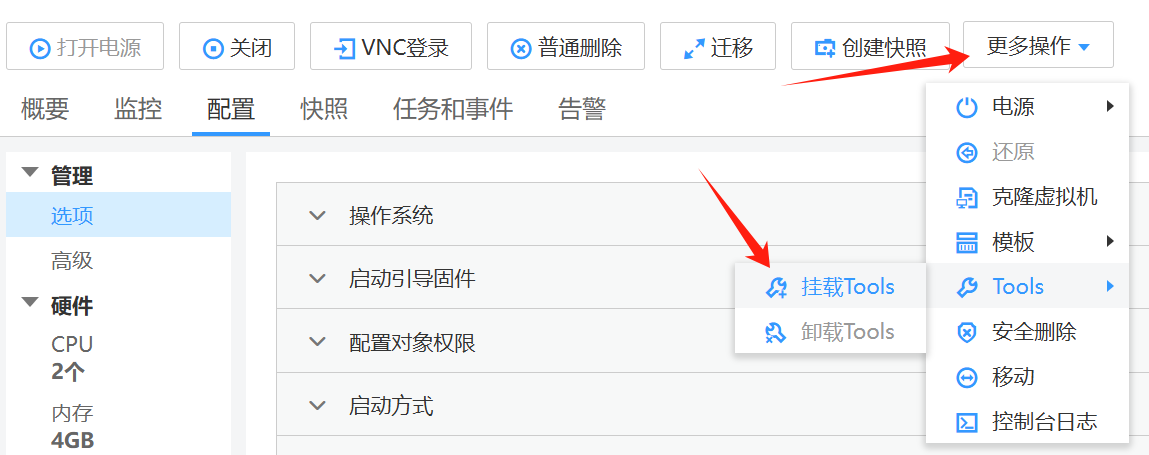 打开电源 关闭 VNC登录 普通删除 迁移 创建快照 更多操作
概要 监控 配置 快照 任务和事件 告警
管理
选项
高级
硬件
CPU
2个
内存
4GB
操作系统
启动引导固件
配置对象权限
启动方式
电源
还原
克隆虚拟机
模板
Tools
安全删除
移动
控制台日志
挂载Tools
卸载Tools